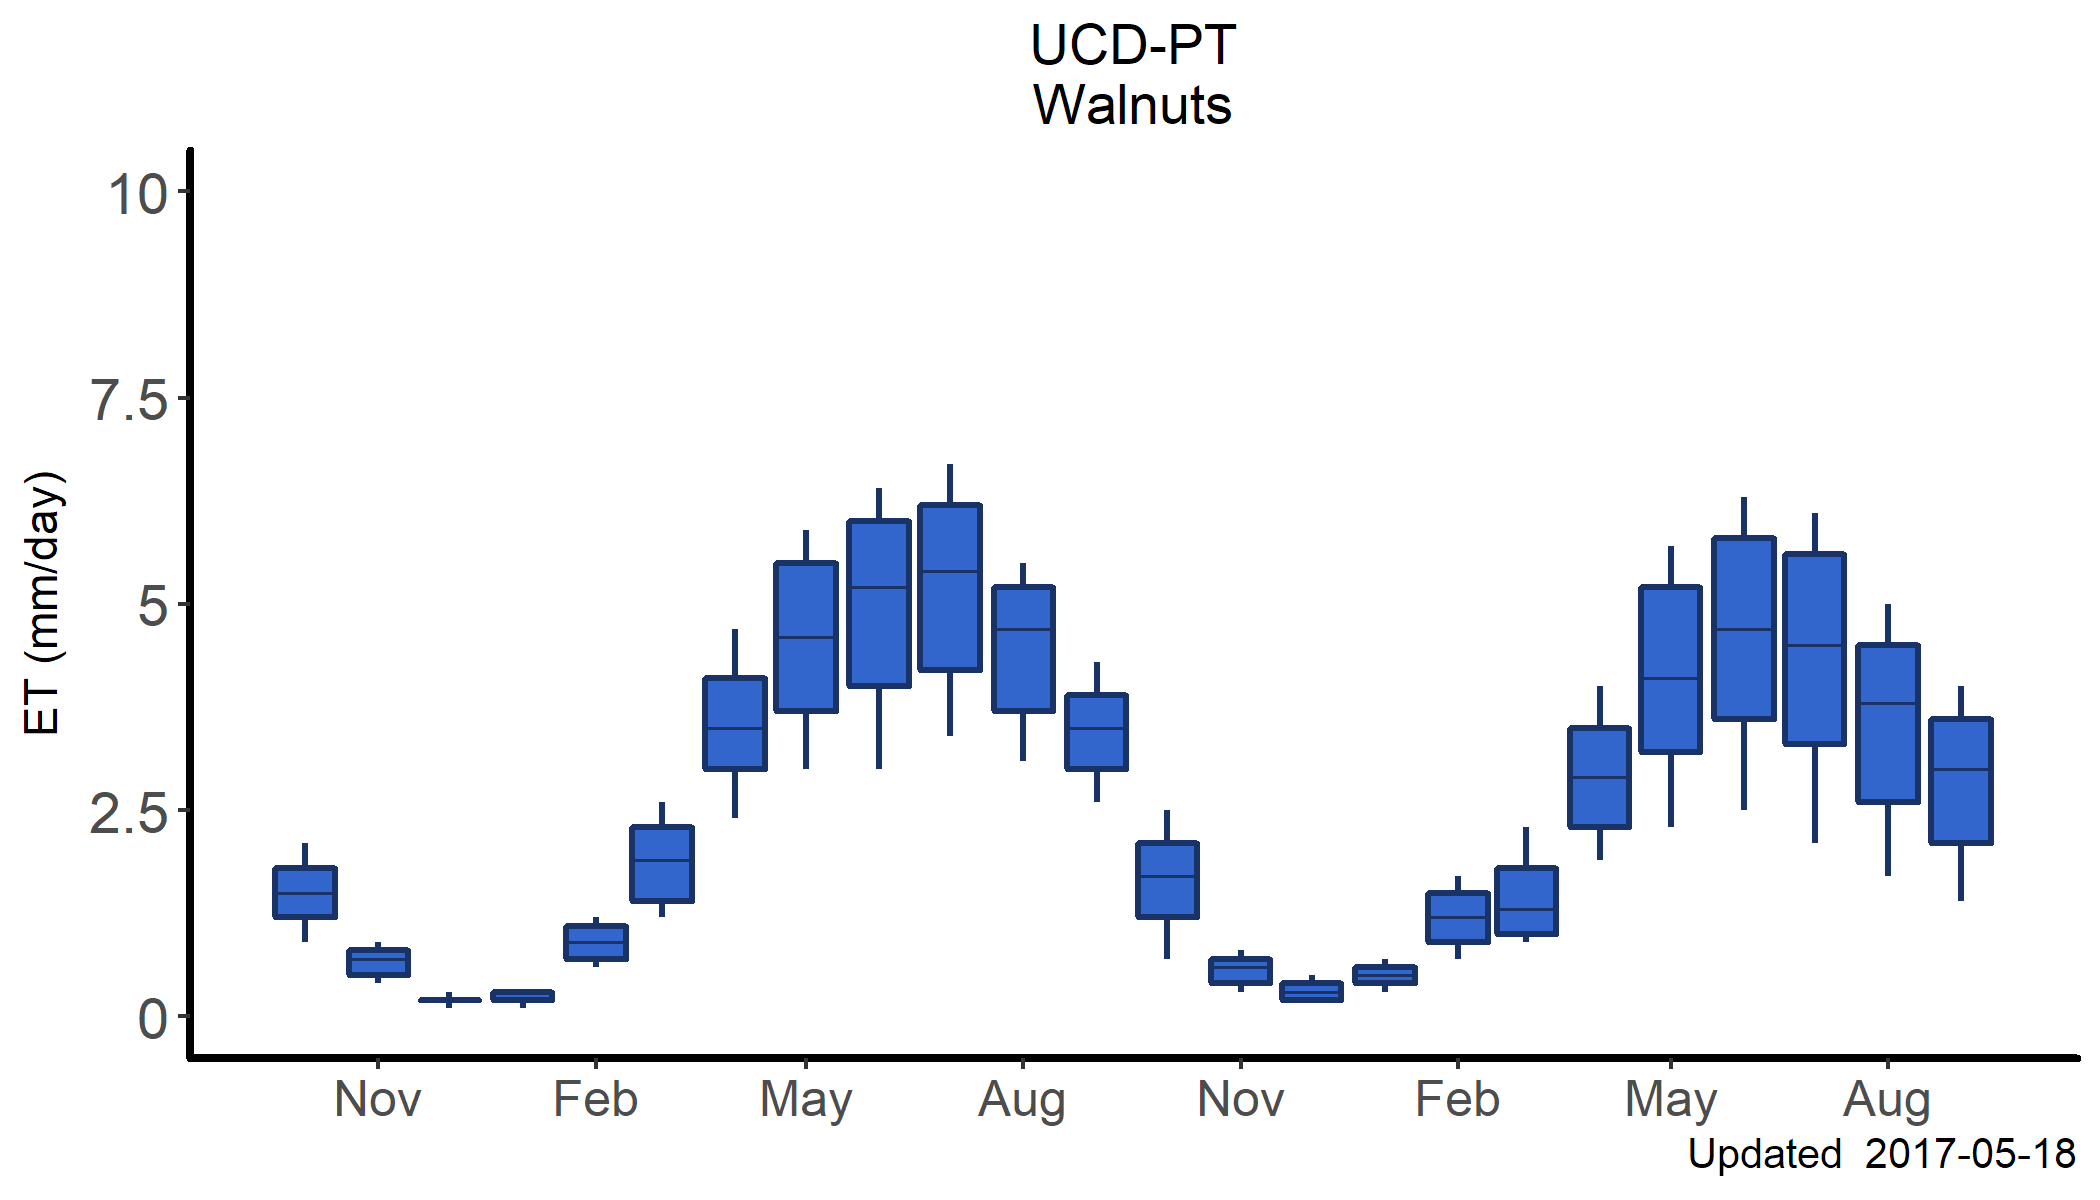 UCD-PT
Walnuts
ET (mm/day)
10
7.5
5
2.5
0
Nov Feb May Aug Nov Feb May Aug
Updated 2017-05-18